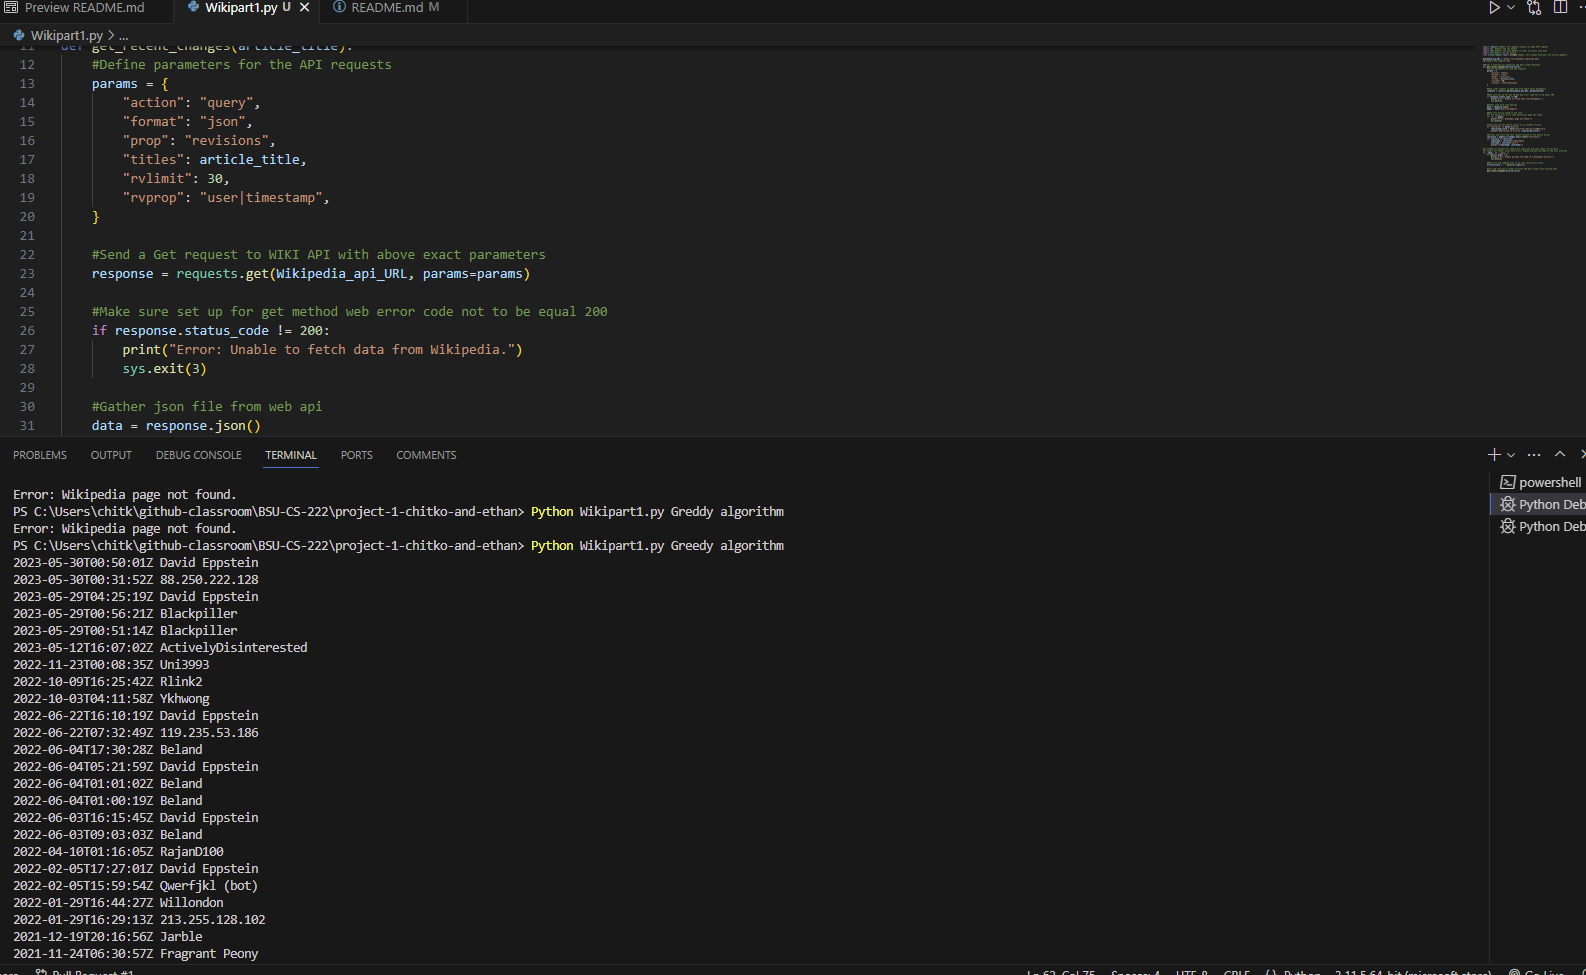 Preview README.md
Wikipart1.py U
README.md M
Wikipart1.py > ...
11 def get_recent_changes(article_title):
12 #Define parameters for the API requests
13 params = {
14 "action": "query",
15 "format": "json",
16 "prop": "revisions",
17 "titles": article_title,
18 "rvlimit": 30,
19 "rvprop": "user|timestamp",
20 }
21
22 #Send a Get request to WIKI API with above exact parameters
23 response = requests.get(Wikipedia_api_URL, params=params)
24
25 #Make sure set up for get method web error code not to be equal 200
26 if response.status_code != 200:
27 print("Error: Unable to fetch data from Wikipedia.")
28 sys.exit(3)
29
30 #Gather json file from web api
31 data = response.json()
PROBLEMS OUTPUT DEBUG CONSOLE TERMINAL PORTS COMMENTS
powershell
Python Deb
Python Deb
Error: Wikipedia page not found.
PS C:\Users\chitk\github-classroom\BSU-CS-222\project-1-chitko-and-ethan> Python Wikipart1.py Greddy algorithm
Error: Wikipedia page not found.
PS C:\Users\chitk\github-classroom\BSU-CS-222\project-1-chitko-and-ethan> Python Wikipart1.py Greedy algorithm
2023-05-30T00:50:01Z David Eppstein
2023-05-30T00:31:52Z 88.250.222.128
2023-05-29T04:25:19Z David Eppstein
2023-05-29T00:56:21Z Blackpiller
2023-05-29T00:51:14Z Blackpiller
2023-05-12T16:07:02Z ActivelyDisinterested
2022-11-23T00:08:35Z Uni3993
2022-10-09T16:25:42Z Rlink2
2022-10-03T04:11:58Z Ykhwong
2022-06-22T16:10:19Z David Eppstein
2022-06-22T07:32:49Z 119.235.53.186
2022-06-04T17:30:28Z Beland
2022-06-04T05:21:59Z David Eppstein
2022-06-04T01:01:02Z Beland
2022-06-04T01:00:19Z Beland
2022-06-03T16:15:45Z David Eppstein
2022-06-03T09:03:03Z Beland
2022-04-10T01:16:05Z RajanD100
2022-02-05T17:27:01Z David Eppstein
2022-02-05T15:59:54Z Qwerfjkl (bot)
2022-01-29T16:44:27Z Willondon
2022-01-29T16:29:13Z 213.255.128.102
2021-12-19T20:16:56Z Jarble
2021-11-24T06:30:57Z Fragrant Peony
Pull Request #1 Ln 62, Col 75 Spaces: 4 UTF-8 CRLF {} Python 3.11.5 64-bit (microsoft store) Go Live